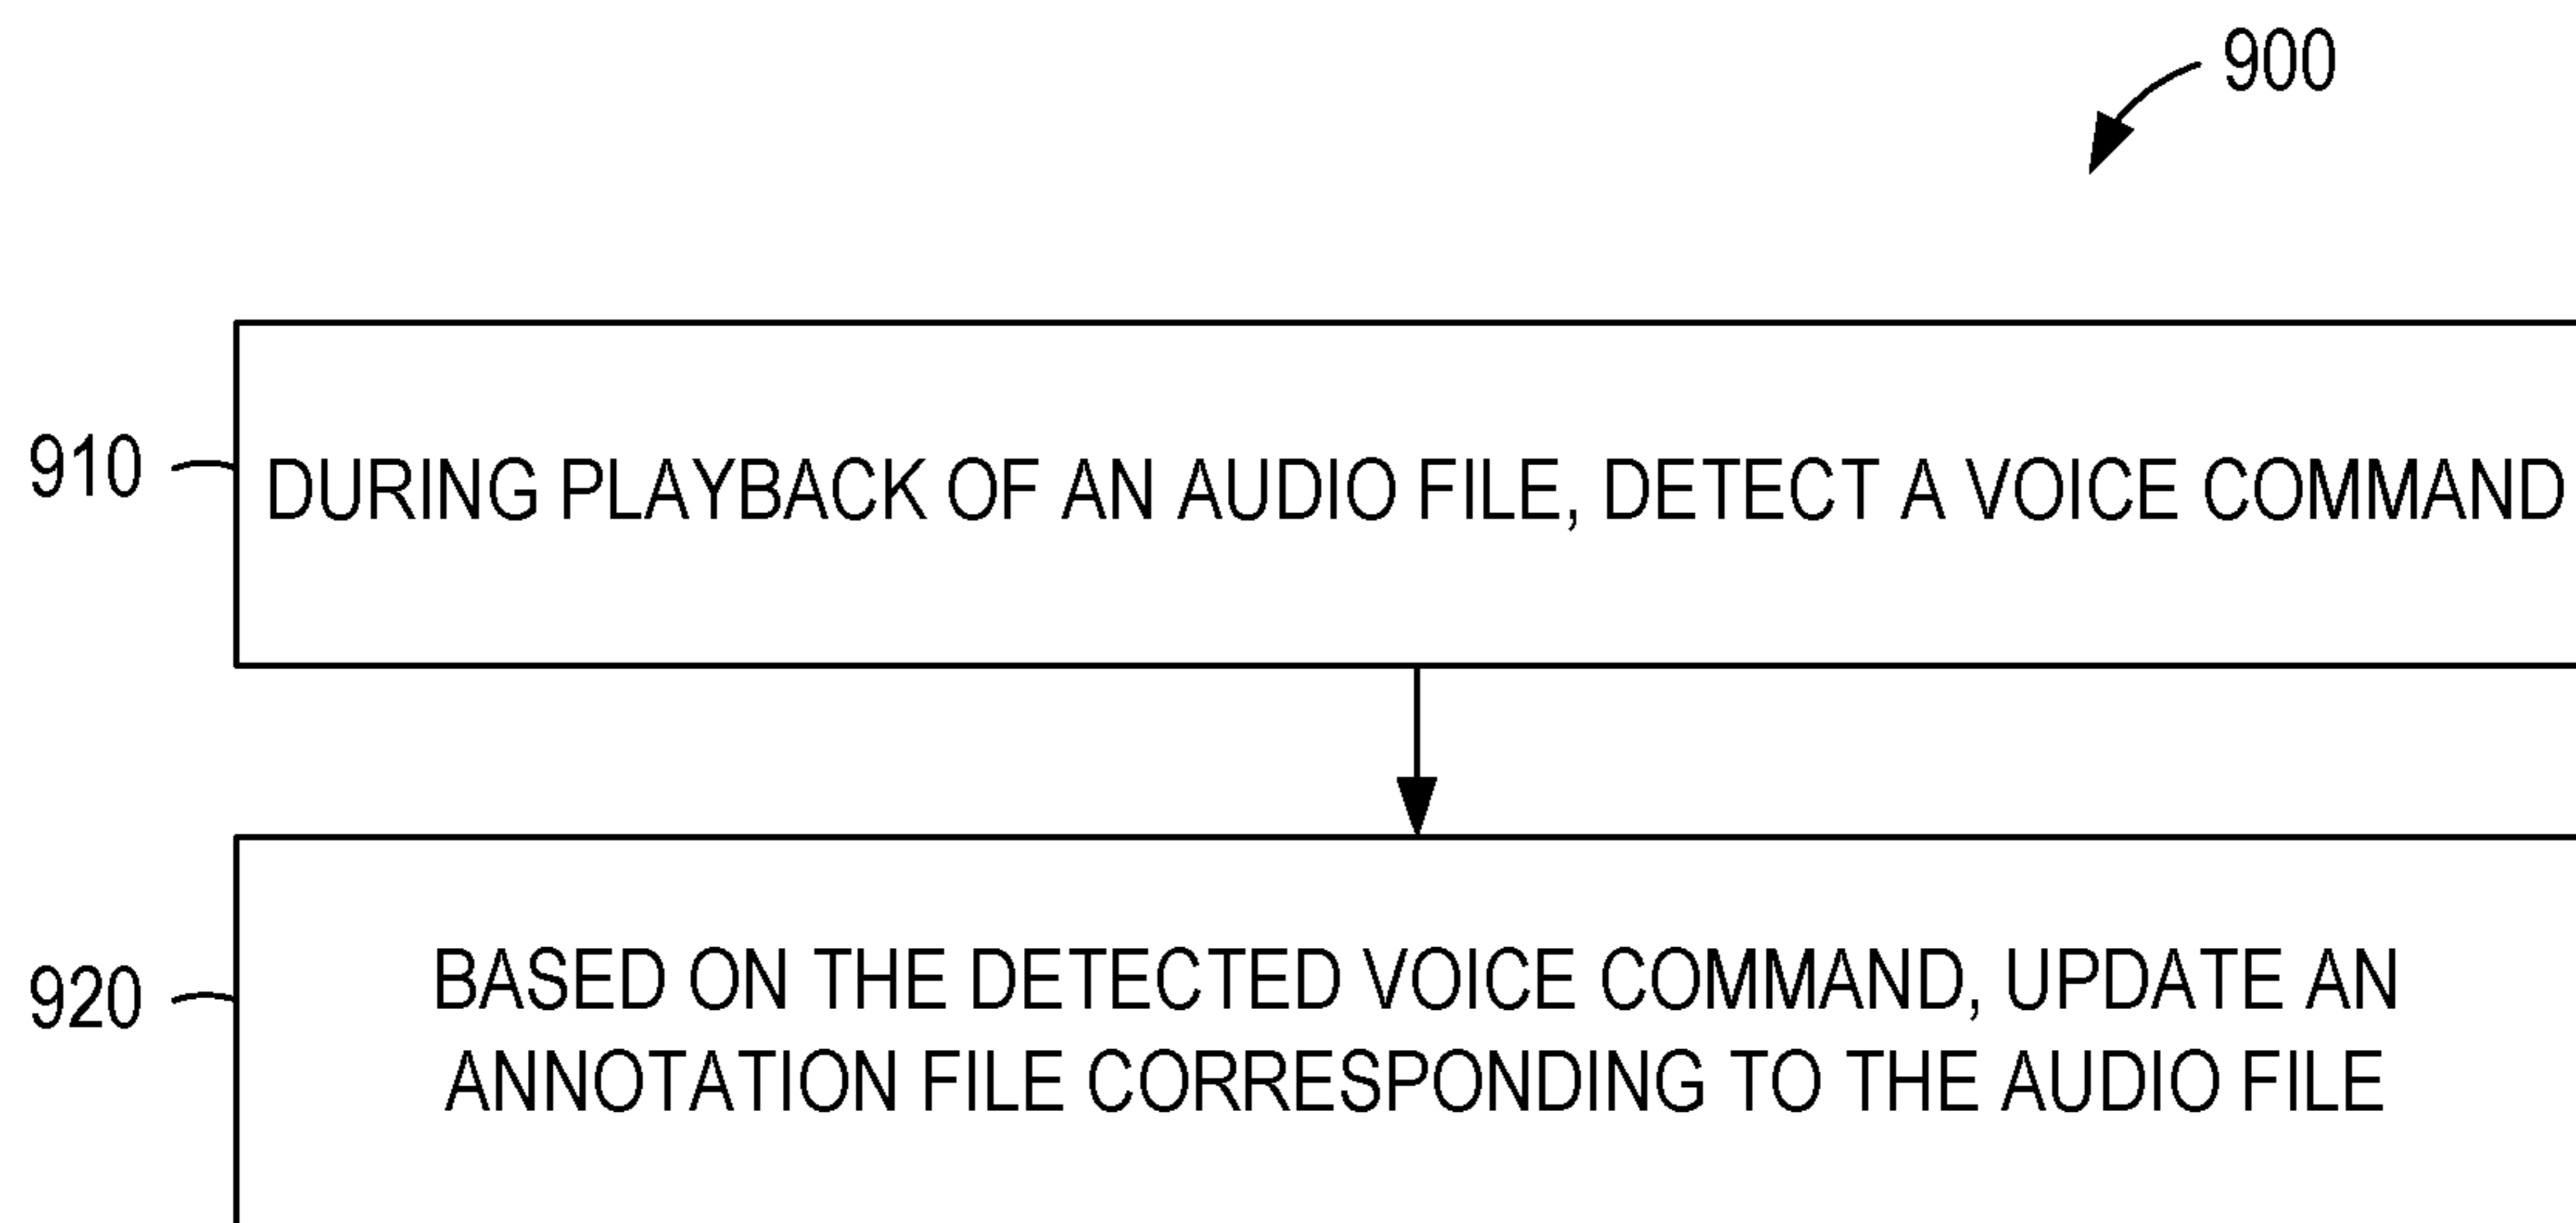 900
910
DURING PLAYBACK OF AN AUDIO FILE, DETECT A VOICE COMMAND
920
BASED ON THE DETECTED VOICE COMMAND, UPDATE AN
ANNOTATION FILE CORRESPONDING TO THE AUDIO FILE